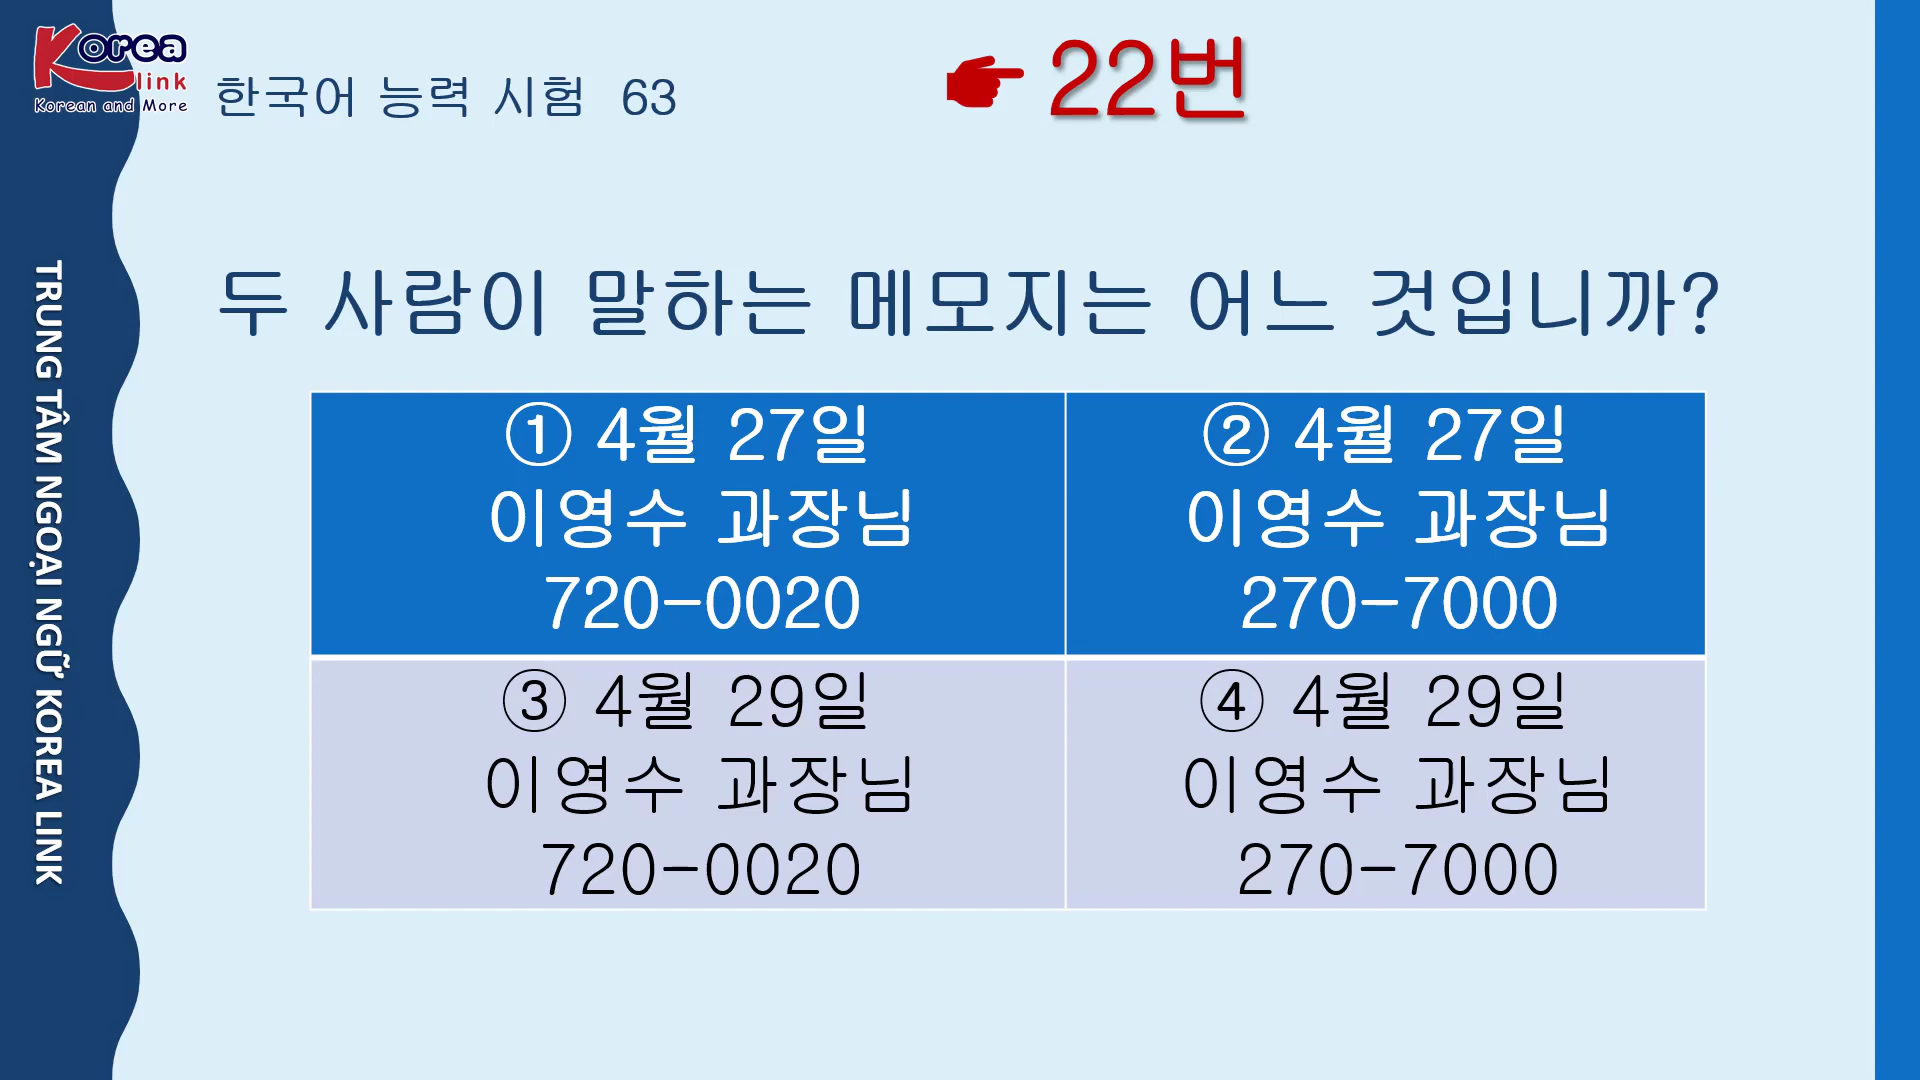 Korea
link
Korean and More
한국어 능력 시험 63
☛ 22번
TRUNG TÂM NGOẠI NGỮ KOREA LINK
두 사람이 말하는 메모지는 어느 것입니까?
① 4월 27일
이영수 과장님
720-0020
② 4월 27일
이영수 과장님
270-7000
③ 4월 29일
이영수 과장님
720-0020
④ 4월 29일
이영수 과장님
270-7000